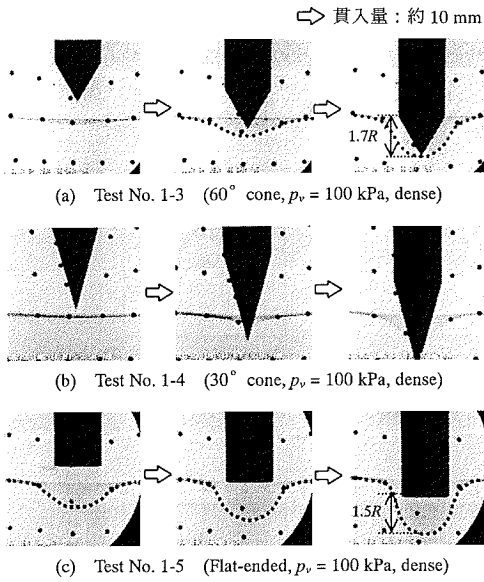 ⇨ 貫入量：約 10 mm
1.7R
(a) Test No. 1-3 (60° cone, pv = 100 kPa, dense)
(b) Test No. 1-4 (30° cone, pv = 100 kPa, dense)
1.5R
(c) Test No. 1-5 (Flat-ended, pv = 100 kPa, dense)